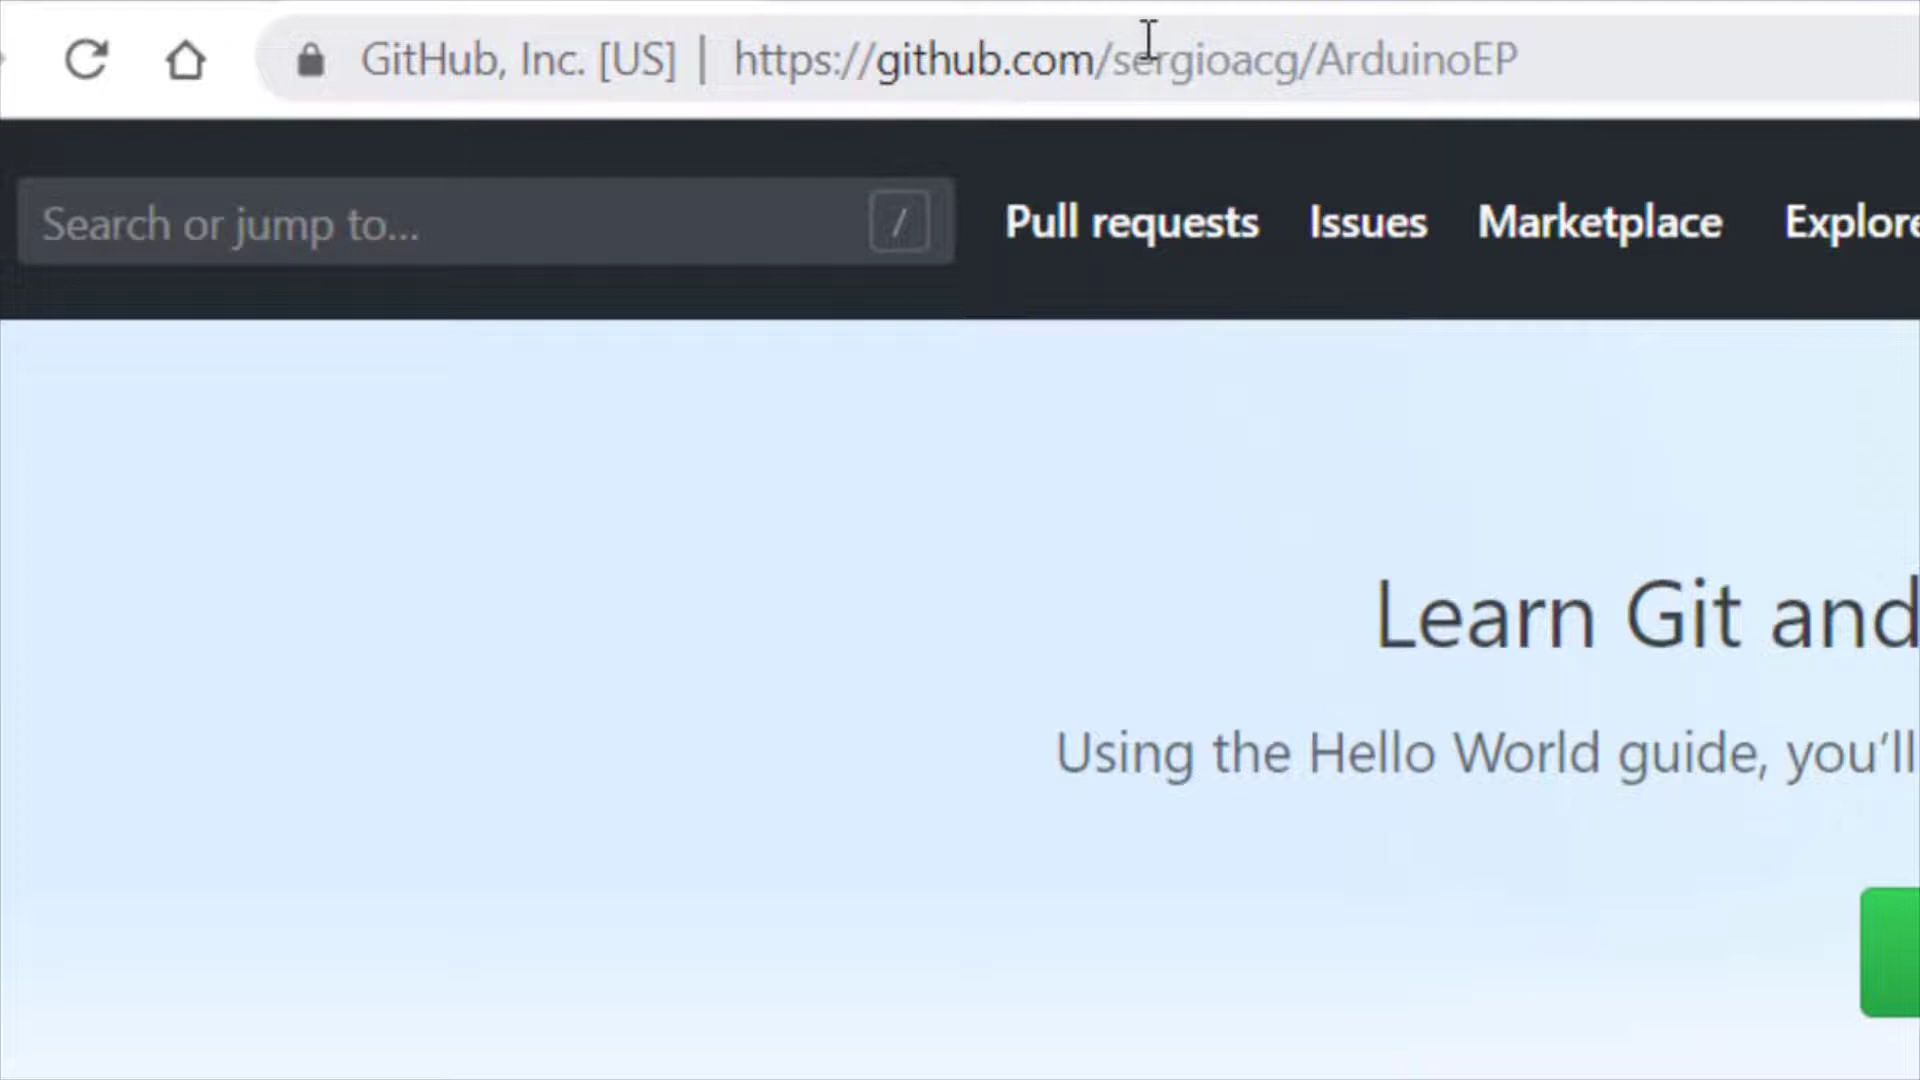 GitHub, Inc. [US] | https://github.com/sergioacg/ArduinoEP
Search or jump to... /
Pull requests Issues Marketplace Explore
Learn Git and
Using the Hello World guide, you’ll